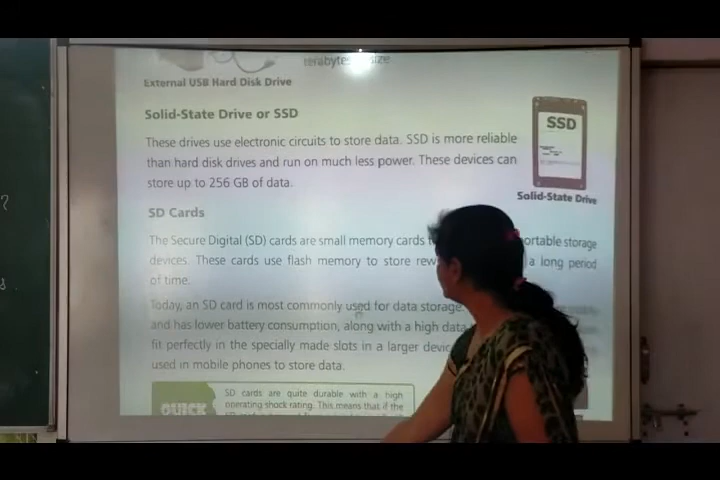 terabytes size
External USB Hard Disk Drive
Solid-State Drive or SSD
These drives use electronic circuits to store data. SSD is more reliable
than hard disk drives and run on much less power. These devices can
store up to 256 GB of data.
SSD
Solid-State Drive
SD Cards
The Secure Digital (SD) cards are small memory cards portable storage
devices. These cards use flash memory to store a long period
of time.
Today, an SD card is most commonly used for data storage.
and has lower battery consumption, along with a high data
fit perfectly in the specially made slots in a larger
used in mobile phones to store data.
QUICK
SD cards are quite durable with a high
operating shock rating. This means that if the